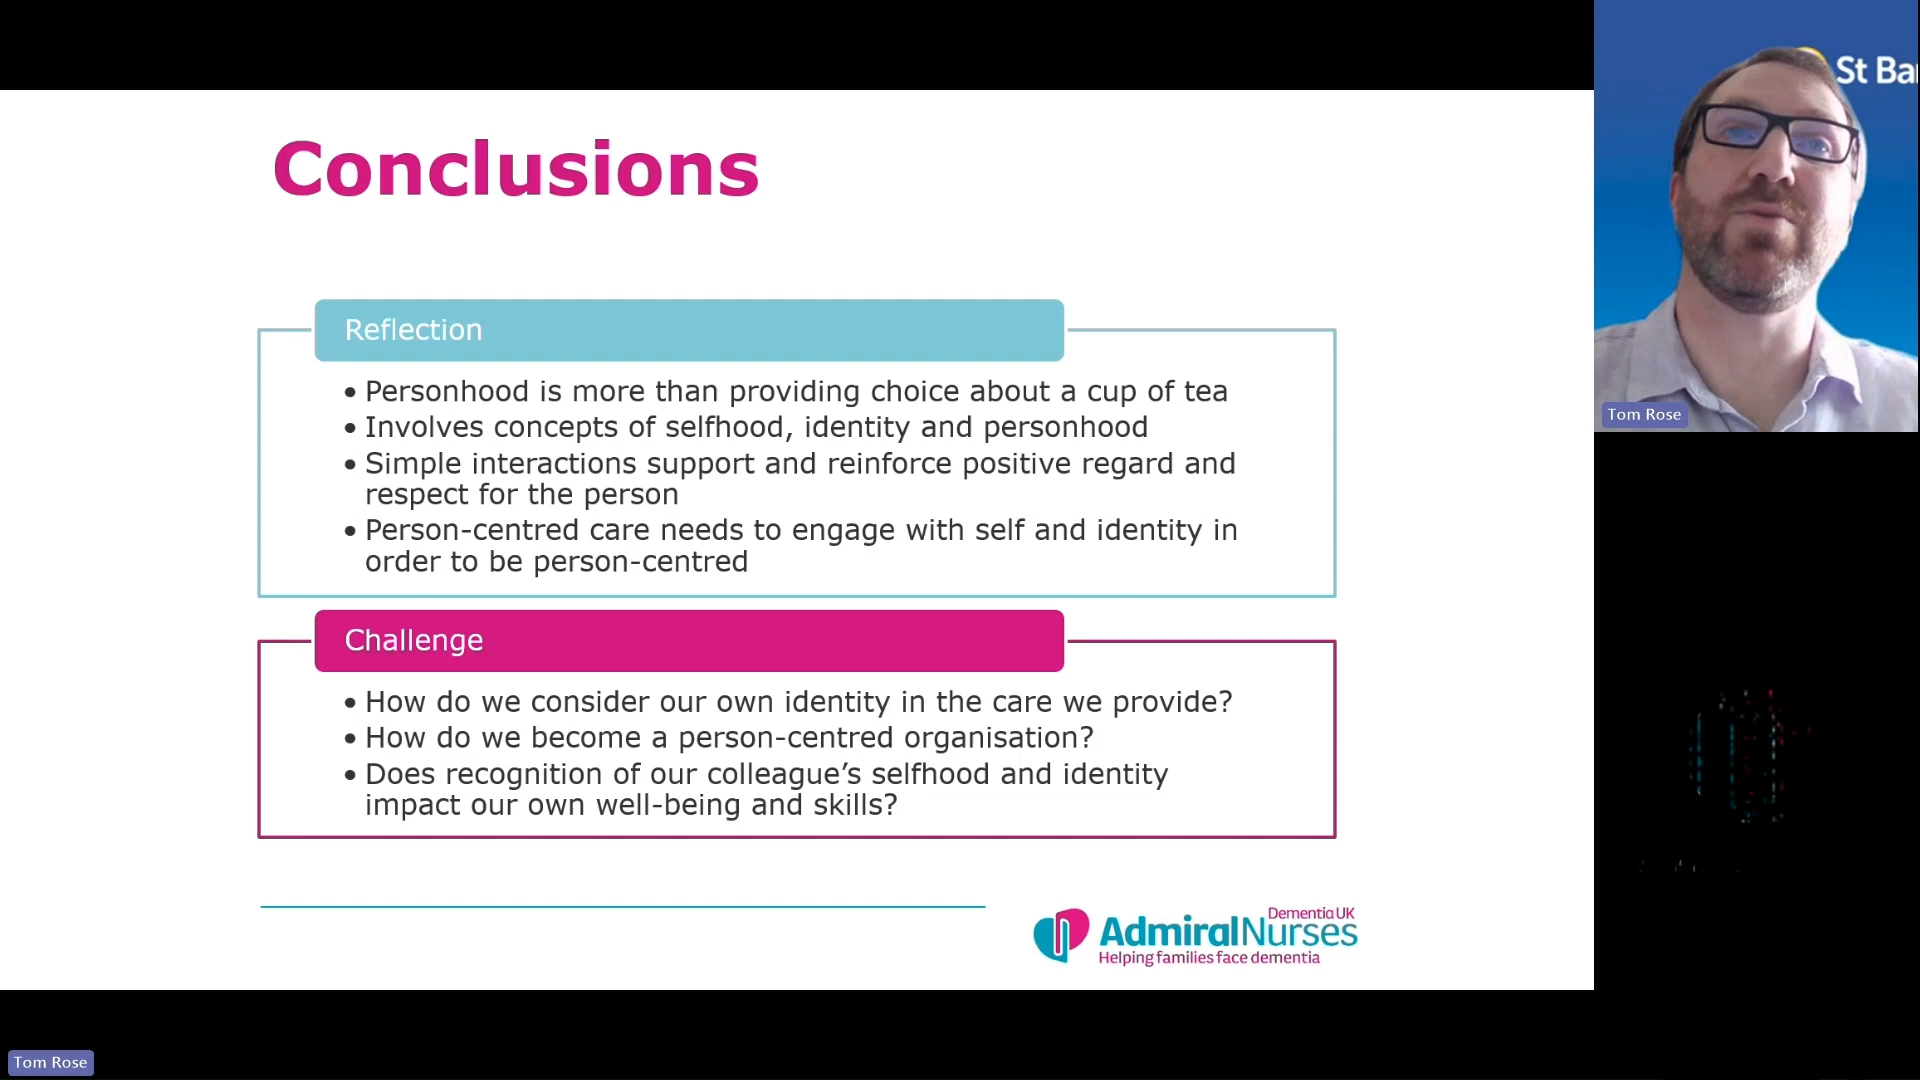 St Ba
Conclusions
Reflection
• Personhood is more than providing choice about a cup of tea
• Involves concepts of selfhood, identity and personhood
• Simple interactions support and reinforce positive regard and
respect for the person
• Person-centred care needs to engage with self and identity in
order to be person-centred
Tom Rose
Challenge
• How do we consider our own identity in the care we provide?
• How do we become a person-centred organisation?
• Does recognition of our colleague’s selfhood and identity
impact our own well-being and skills?
Dementia UK
AdmiralNurses
Helping families face dementia
Tom Rose